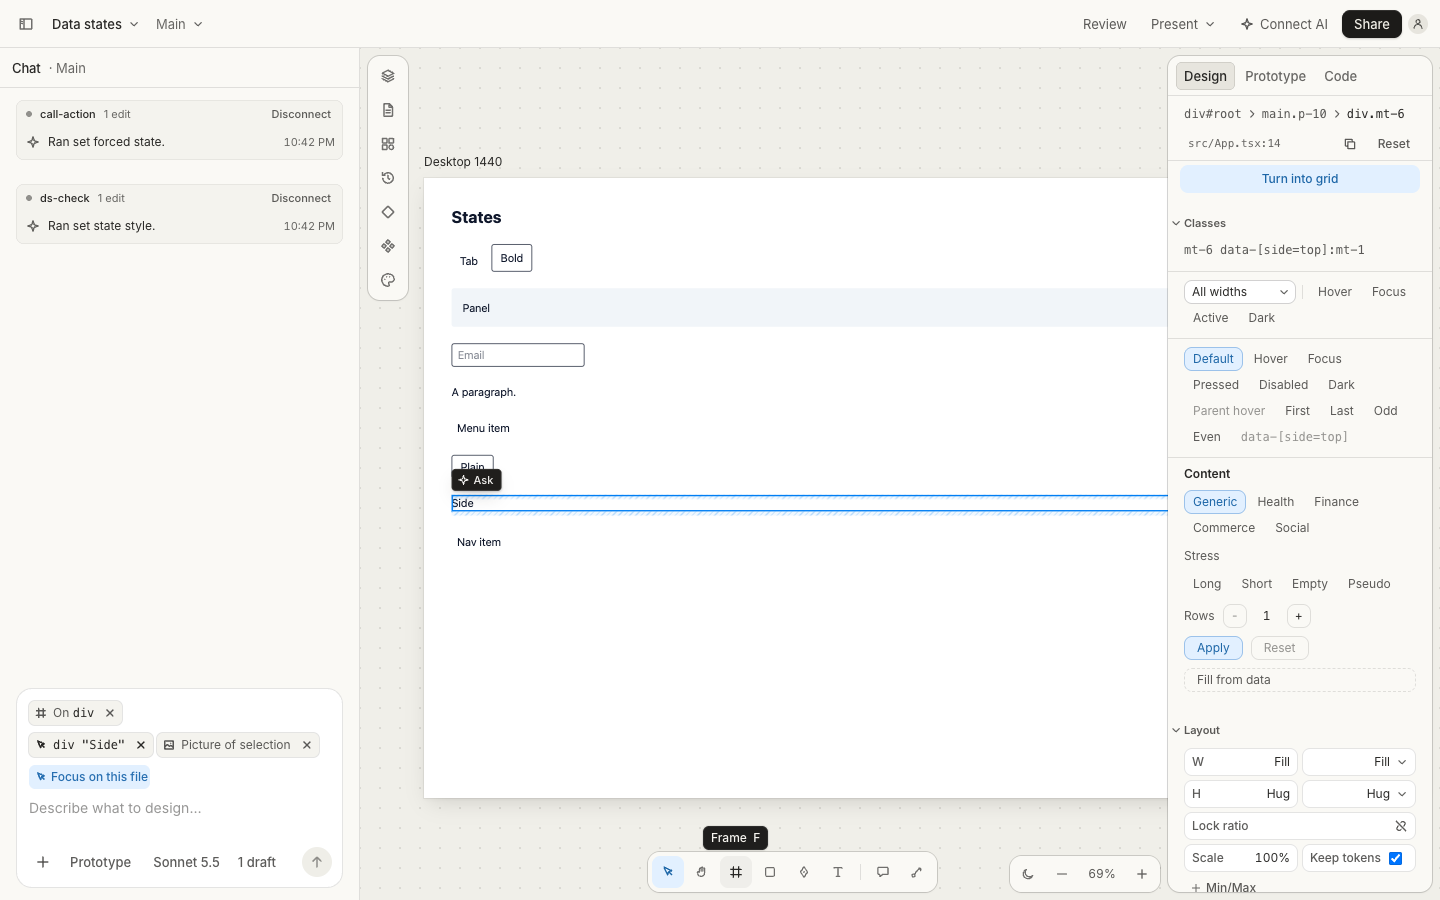 Data states
Main
Review
Present
Connect AI
Share
Chat · Main
call-action 1 edit Disconnect
Ran set forced state. 10:42 PM
ds-check 1 edit Disconnect
Ran set state style. 10:42 PM
On div
div "Side"
Picture of selection
Focus on this file
Describe what to design...
Prototype Sonnet 5.5 1 draft
Desktop 1440
States
Tab
Bold
Panel
Email
A paragraph.
Menu item
Plain
Ask
Side
Nav item
Frame F
T
69%
Design Prototype Code
div#root > main.p-10 > div.mt-6
src/App.tsx:14 Reset
Turn into grid
Classes
mt-6 data-[side=top]:mt-1
All widths Hover Focus
Active Dark
Default Hover Focus
Pressed Disabled Dark
Parent hover First Last Odd
Even data-[side=top]
Content
Generic Health Finance
Commerce Social
Stress
Long Short Empty Pseudo
Rows - 1 +
Apply Reset
Fill from data
Layout
W Fill Fill
H Hug Hug
Lock ratio
Scale 100% Keep tokens
+ Min/Max